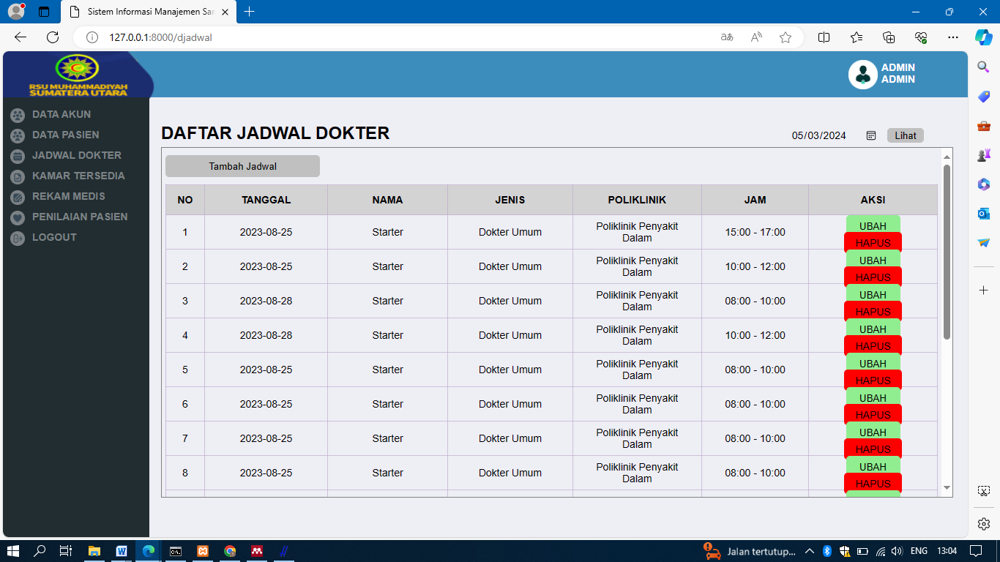 Sistem Informasi Manajemen Sar
127.0.0.1:8000/djadwal
RSU MUHAMMADIYAH
SUMATERA UTARA
ADMIN
ADMIN
DATA AKUN
DATA PASIEN
JADWAL DOKTER
KAMAR TERSEDIA
REKAM MEDIS
PENILAIAN PASIEN
LOGOUT
DAFTAR JADWAL DOKTER
05/03/2024 Lihat
Tambah Jadwal
NO TANGGAL NAMA JENIS POLIKLINIK JAM AKSI
1 2023-08-25 Starter Dokter Umum Poliklinik Penyakit Dalam 15:00 - 17:00 UBAH HAPUS
2 2023-08-25 Starter Dokter Umum Poliklinik Penyakit Dalam 10:00 - 12:00 UBAH HAPUS
3 2023-08-28 Starter Dokter Umum Poliklinik Penyakit Dalam 08:00 - 10:00 UBAH HAPUS
4 2023-08-28 Starter Dokter Umum Poliklinik Penyakit Dalam 10:00 - 12:00 UBAH HAPUS
5 2023-08-25 Starter Dokter Umum Poliklinik Penyakit Dalam 08:00 - 10:00 UBAH HAPUS
6 2023-08-25 Starter Dokter Umum Poliklinik Penyakit Dalam 08:00 - 10:00 UBAH HAPUS
7 2023-08-25 Starter Dokter Umum Poliklinik Penyakit Dalam 08:00 - 10:00 UBAH HAPUS
8 2023-08-25 Starter Dokter Umum Poliklinik Penyakit Dalam 08:00 - 10:00 UBAH HAPUS
Jalan tertutup... ENG 13:04